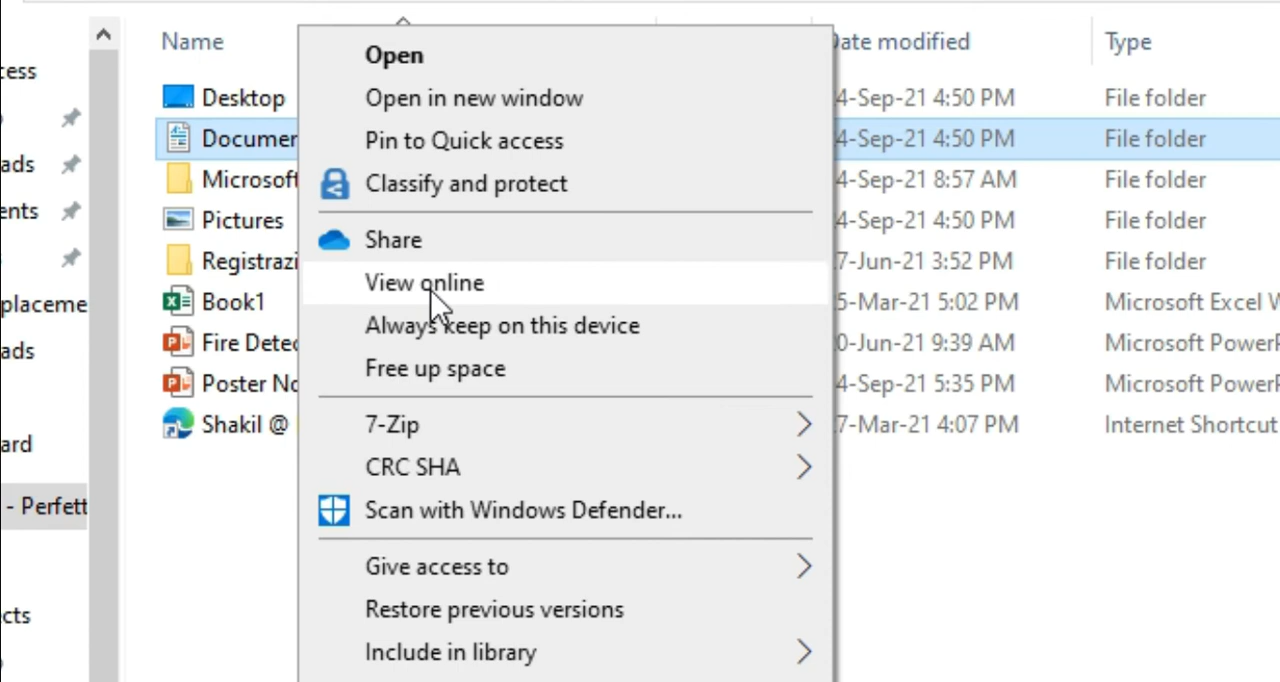 Name
Date modified
Type
cess
ads
ents
placeme
ads
ard
- Perfett
cts
Desktop
4-Sep-21 4:50 PM
File folder
Documen
4-Sep-21 4:50 PM
File folder
Microsoft
4-Sep-21 8:57 AM
File folder
Pictures
4-Sep-21 4:50 PM
File folder
Registrazi
7-Jun-21 3:52 PM
File folder
Book1
5-Mar-21 5:02 PM
Microsoft Excel W
Fire Detec
0-Jun-21 9:39 AM
Microsoft PowerP
Poster No
4-Sep-21 5:35 PM
Microsoft PowerP
Shakil @
7-Mar-21 4:07 PM
Internet Shortcut
Open
Open in new window
Pin to Quick access
Classify and protect
Share
View online
Always keep on this device
Free up space
7-Zip
CRC SHA
Scan with Windows Defender...
Give access to
Restore previous versions
Include in library